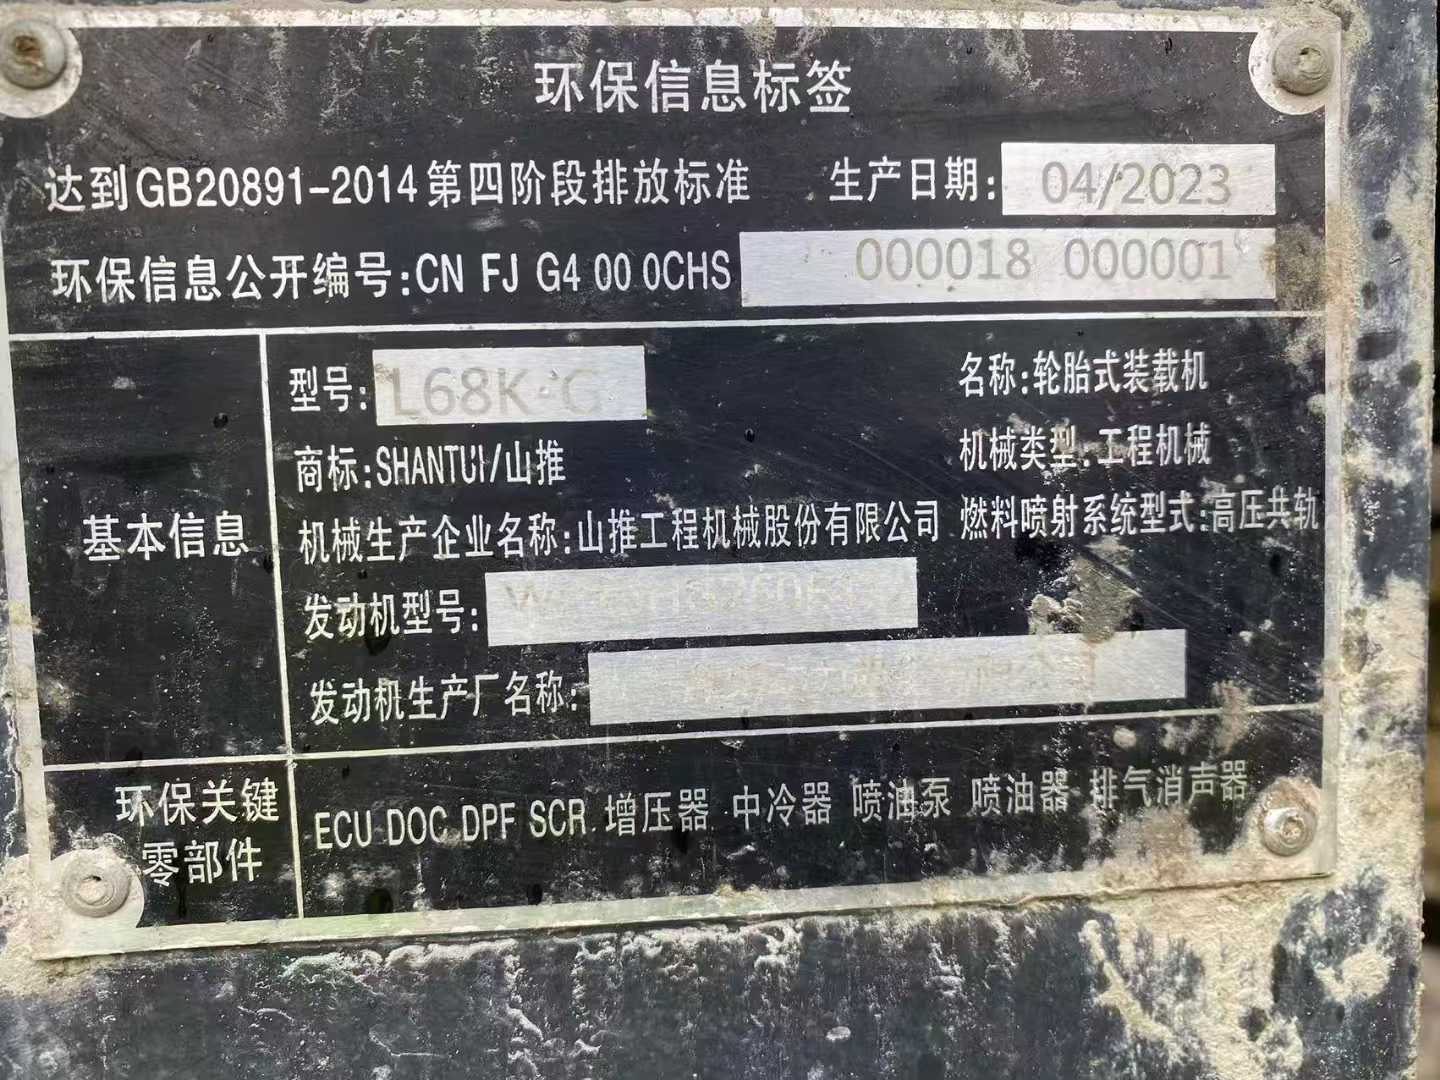 环保信息标签
达到GB20891-2014第四阶段排放标准 生产日期: 04/2023
环保信息公开编号:CN FJ G4 00 0CHS 000018 000001
基本信息
型号: L68K-G 名称:轮胎式装载机
商标:SHANTUI/山推 机械类型:工程机械
机械生产企业名称:山推工程机械股份有限公司 燃料喷射系统型式:高压共轨
发动机型号:
发动机生产厂名称:
环保关键
零部件
ECU DOC DPF SCR 增压器 中冷器 喷油泵 喷油器 排气消声器